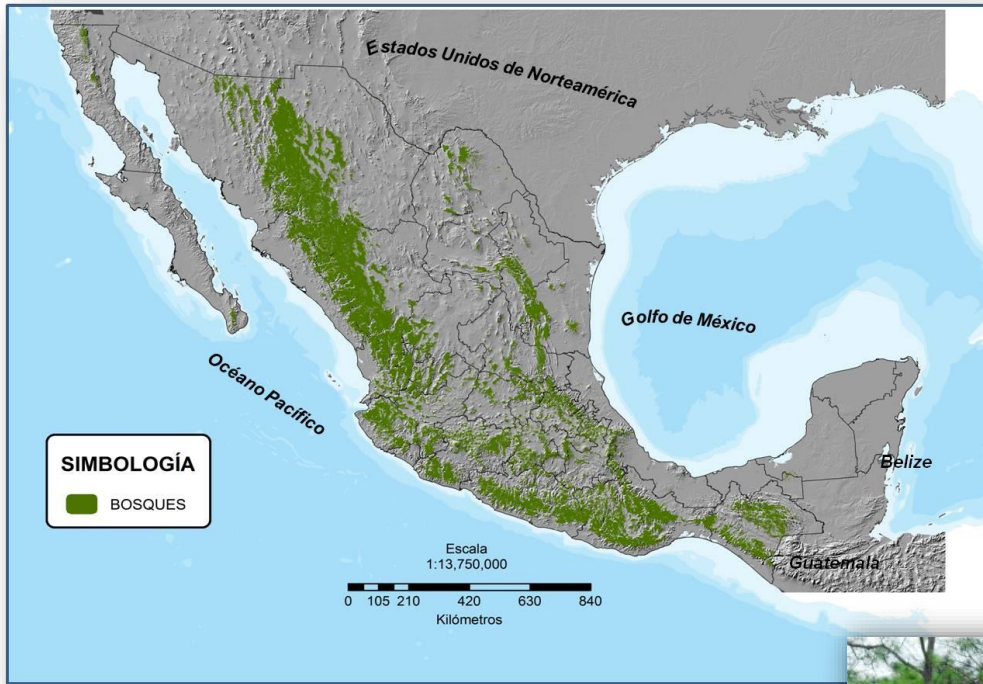 Estados Unidos de Norteamérica
Golfo de México
Océano Pacífico
Belize
Guatemala
SIMBOLOGÍA
BOSQUES
Escala
1:13,750,000
0 105 210 420 630 840
Kilómetros